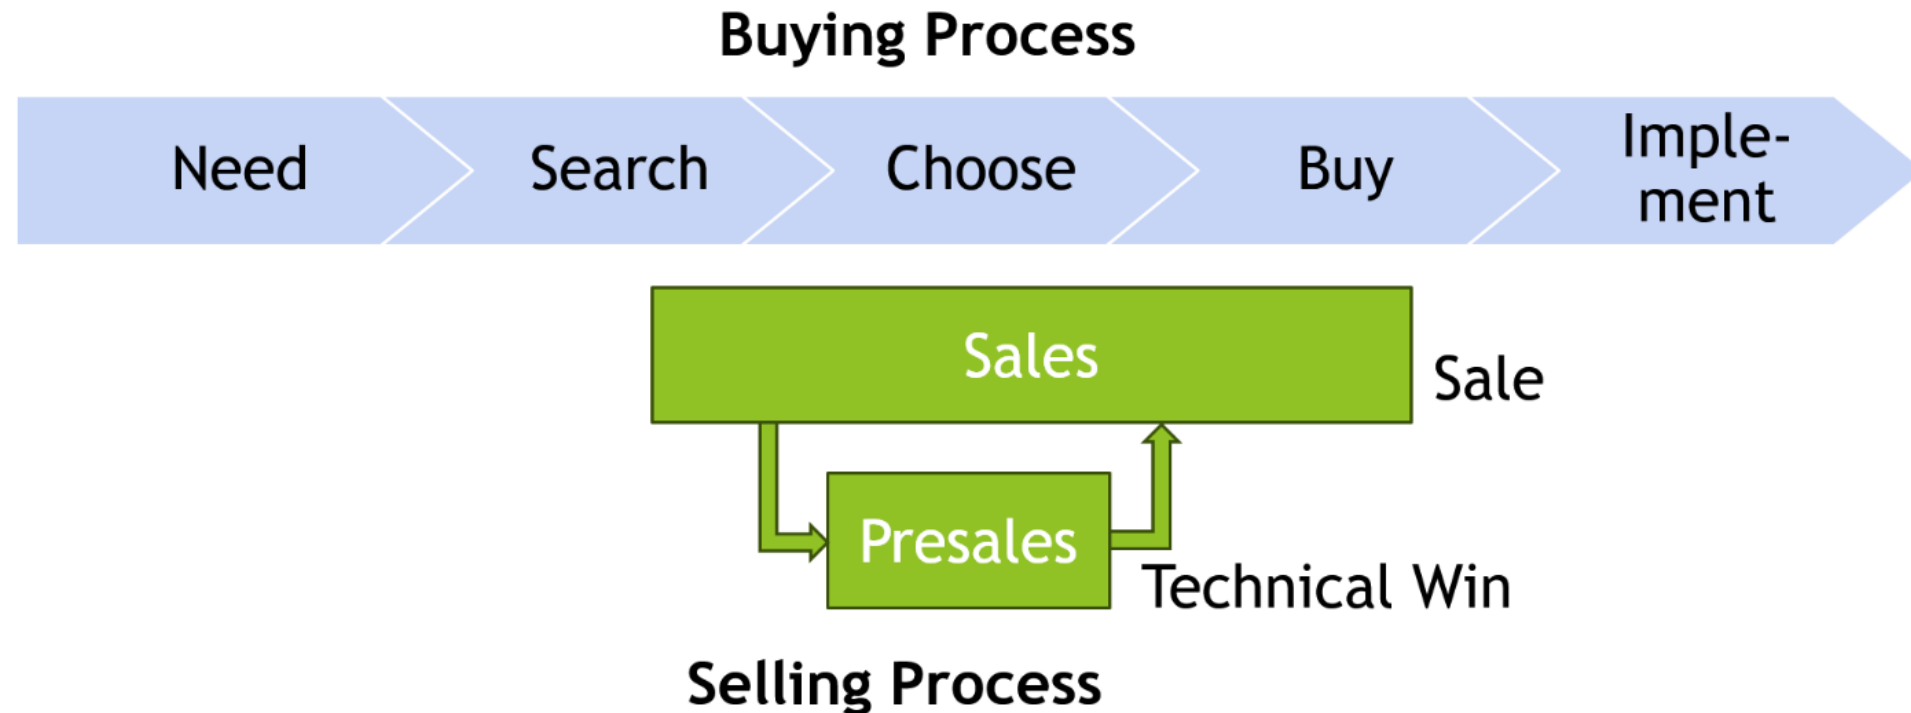 Buying Process
Need
Search
Choose
Buy
Imple-
ment
Sales
Sale
Presales
Technical Win
Selling Process